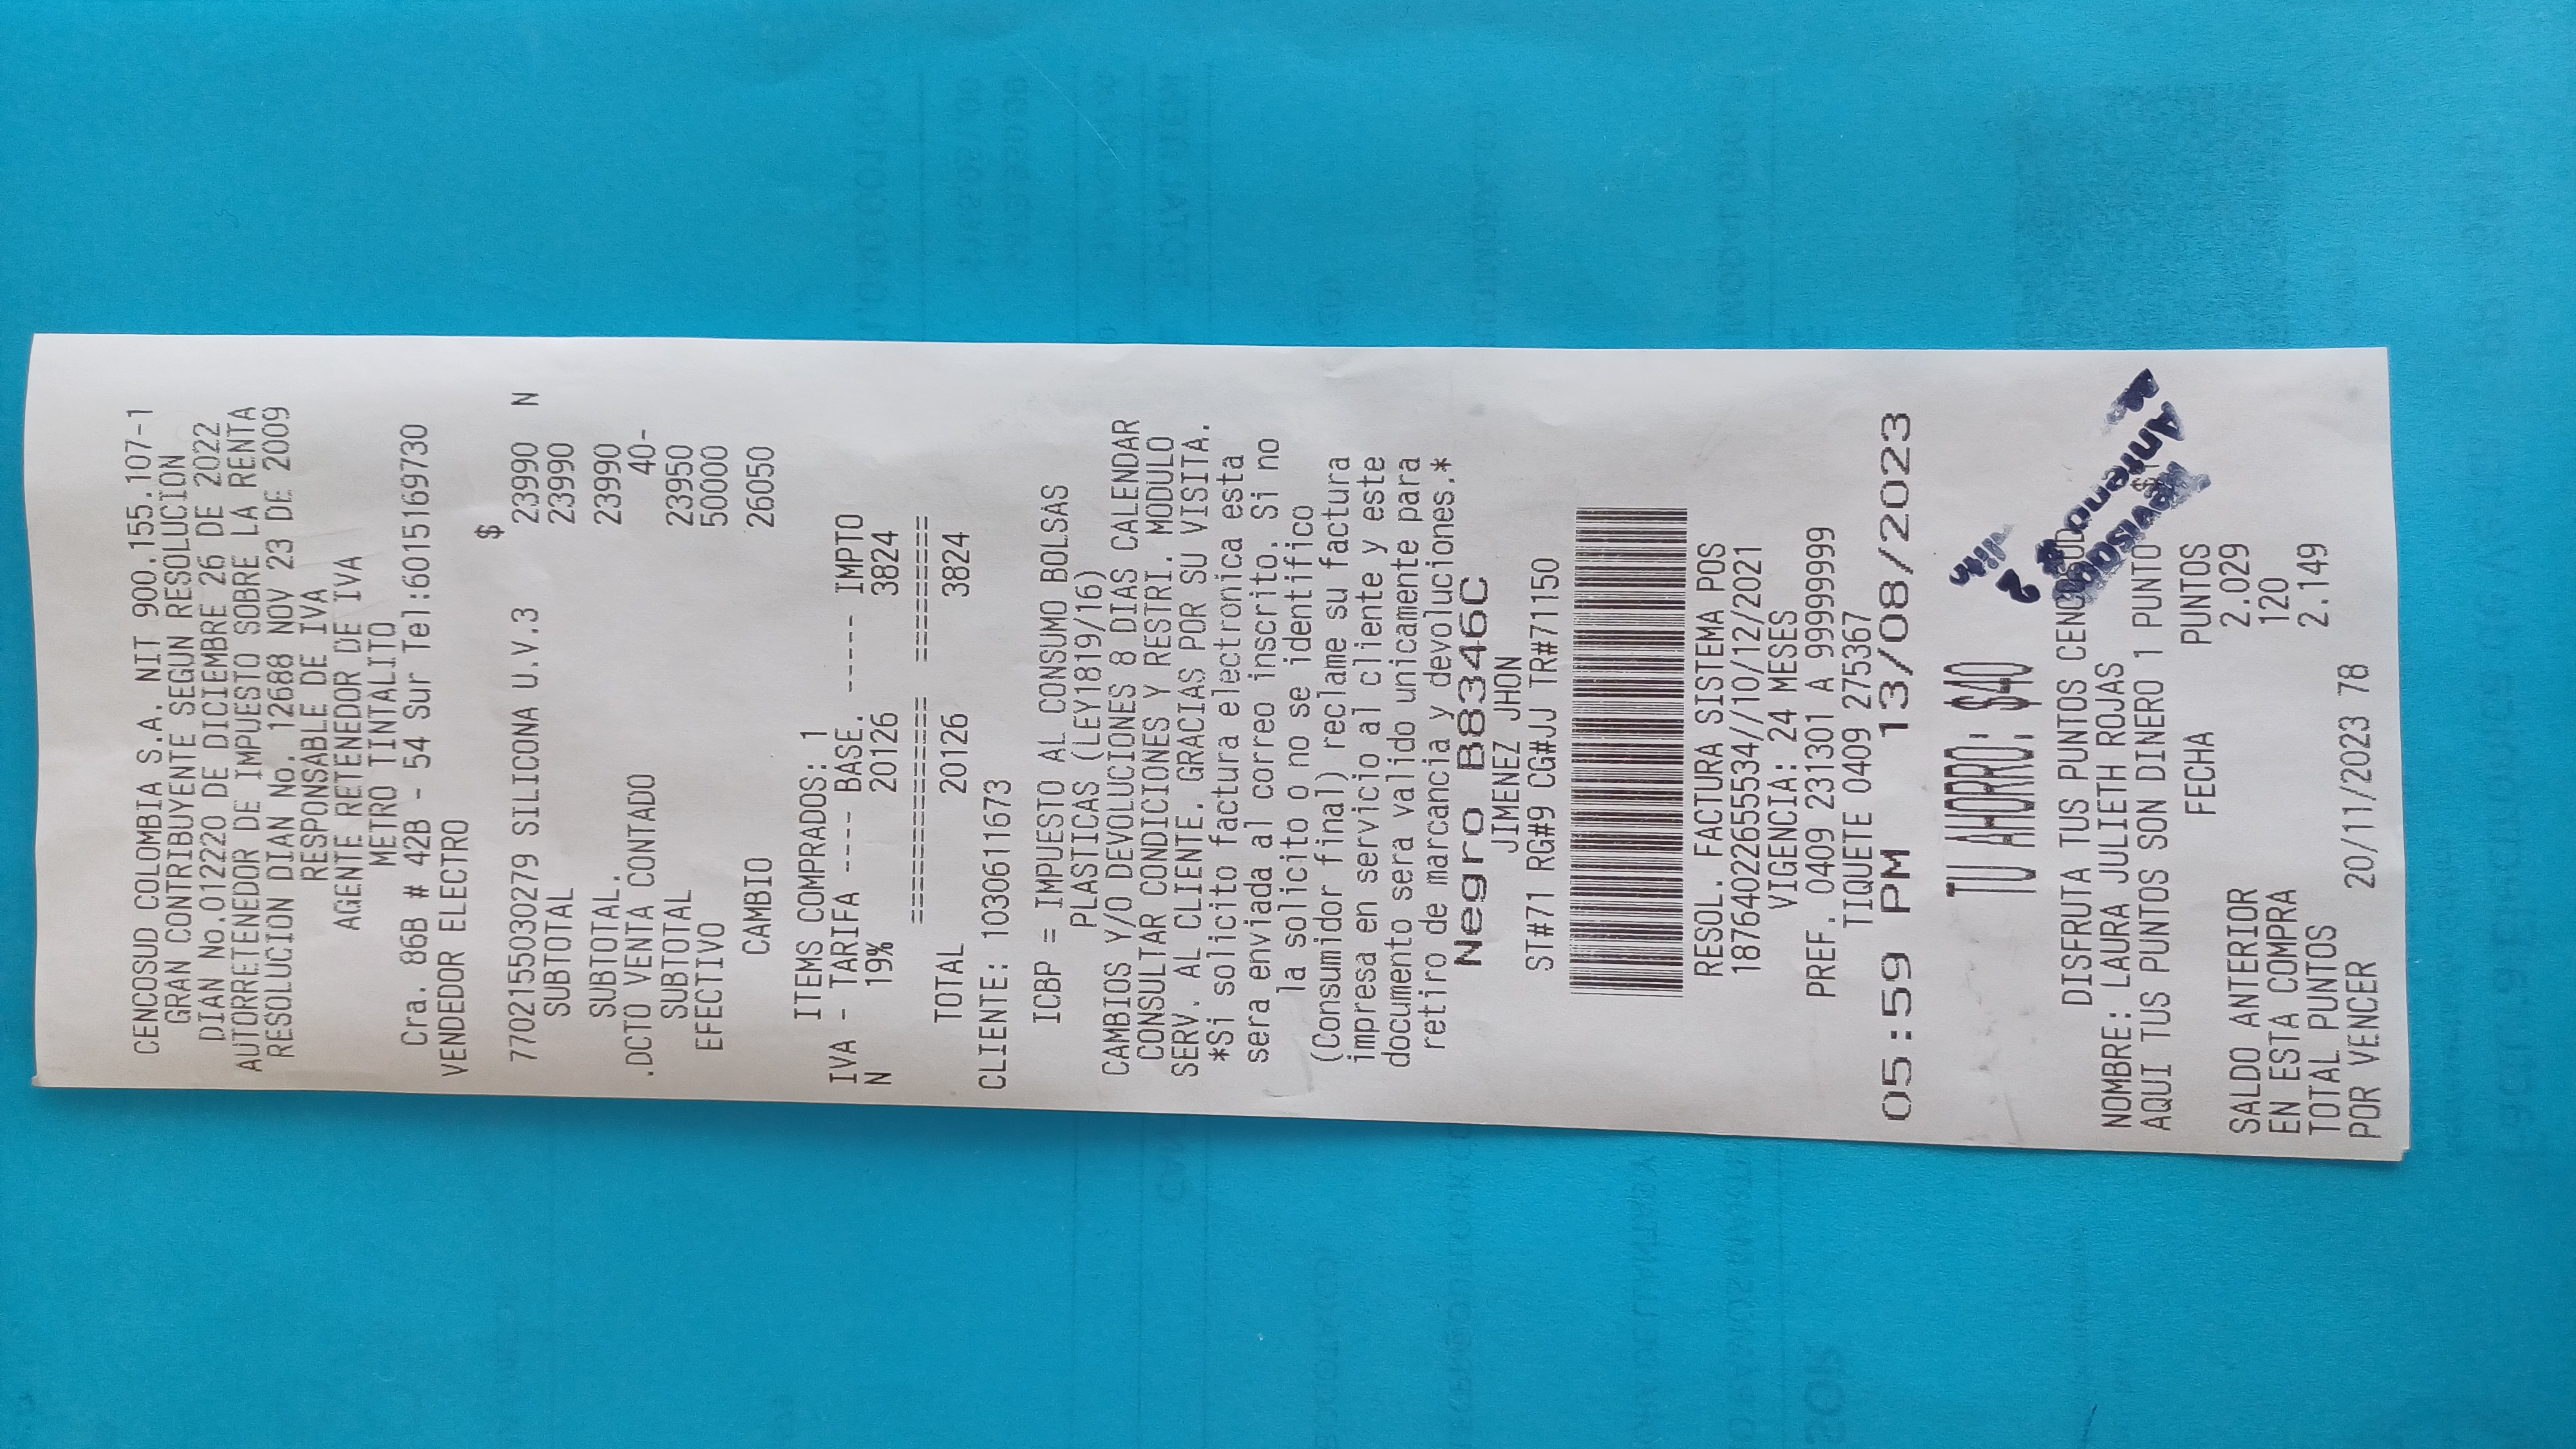 CENCOSUD COLOMBIA S.A. NIT 900.155.107-1
GRAN CONTRIBUYENTE SEGUN RESOLUCION
DIAN No.012220 DE DICIEMBRE 26 DE 2022
AUTORRETENEDOR DE IMPUESTO SOBRE LA RENTA
RESOLUCION DIAN No. 12688 NOV 23 DE 2009
RESPONSABLE DE IVA
AGENTE RETENEDOR DE IVA
METRO TINTALITO
Cra. 86B # 42B - 54 Sur Tel:6015169730
VENDEDOR ELECTRO
$
7702155030279 SILICONA U.V.3 23990 N
SUBTOTAL 23990
SUBTOTAL. 23990
.DCTO VENTA CONTADO 40-
SUBTOTAL 23950
EFECTIVO 50000
CAMBIO 26050
ITEMS COMPRADOS: 1
IVA - TARIFA ---- BASE. ----- IMPTO
N 19% 20126 3824
============== ========= =========
TOTAL 20126 3824
CLIENTE: 1030611673
ICBP = IMPUESTO AL CONSUMO BOLSAS
PLASTICAS (LEY1819/16)
CAMBIOS Y/O DEVOLUCIONES 8 DIAS CALENDAR
CONSULTAR CONDICIONES Y RESTRI. MODULO
SERV. AL CLIENTE. GRACIAS POR SU VISITA.
*Si solicito factura electronica esta
sera enviada al correo inscrito. Si no
la solicito o no se identifico
(Consumidor final) reclame su factura
impresa en servicio al cliente y este
documento sera valido unicamente para
retiro de marcancia y devoluciones.*
Negro B8346C
JIMENEZ JHON
ST#71 RG#9 CG#JJ TR#71150
RESOL. FACTURA SISTEMA POS
18764022655534//10/12/2021
VIGENCIA: 24 MESES
PREF. 0409 231301 A 99999999
TIQUETE 0409 275367
05:59 PM 13/08/2023
TU AHORRO: $40
DISFRUTA TUS PUNTOS CENCOSUD
NOMBRE: LAURA JULIETH ROJAS
AQUI TUS PUNTOS SON DINERO 1 PUNTO
FECHA PUNTOS
SALDO ANTERIOR 2.029
EN ESTA COMPRA 120
TOTAL PUNTOS 2.149
POR VENCER 20/11/2023 78